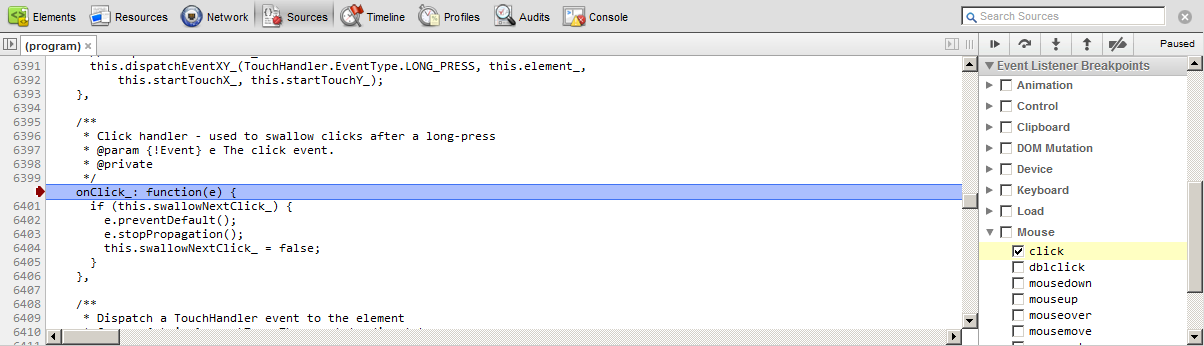 Elements Resources Network Sources Timeline Profiles Audits Console Search Sources
(program) Paused
6391 this.dispatchEventXY_(TouchHandler.EventType.LONG_PRESS, this.element_,
6392 this.startTouchX_, this.startTouchY_);
6393 },
6394
6395 /**
6396 * Click handler - used to swallow clicks after a long-press
6397 * @param {!Event} e The click event.
6398 * @private
6399 */
onClick_: function(e) {
6401 if (this.swallowNextClick_) {
6402 e.preventDefault();
6403 e.stopPropagation();
6404 this.swallowNextClick_ = false;
6405 }
6406 },
6407
6408 /**
6409 * Dispatch a TouchHandler event to the element
6410
Event Listener Breakpoints
Animation
Control
Clipboard
DOM Mutation
Device
Keyboard
Load
Mouse
click
dblclick
mousedown
mouseup
mouseover
mousemove